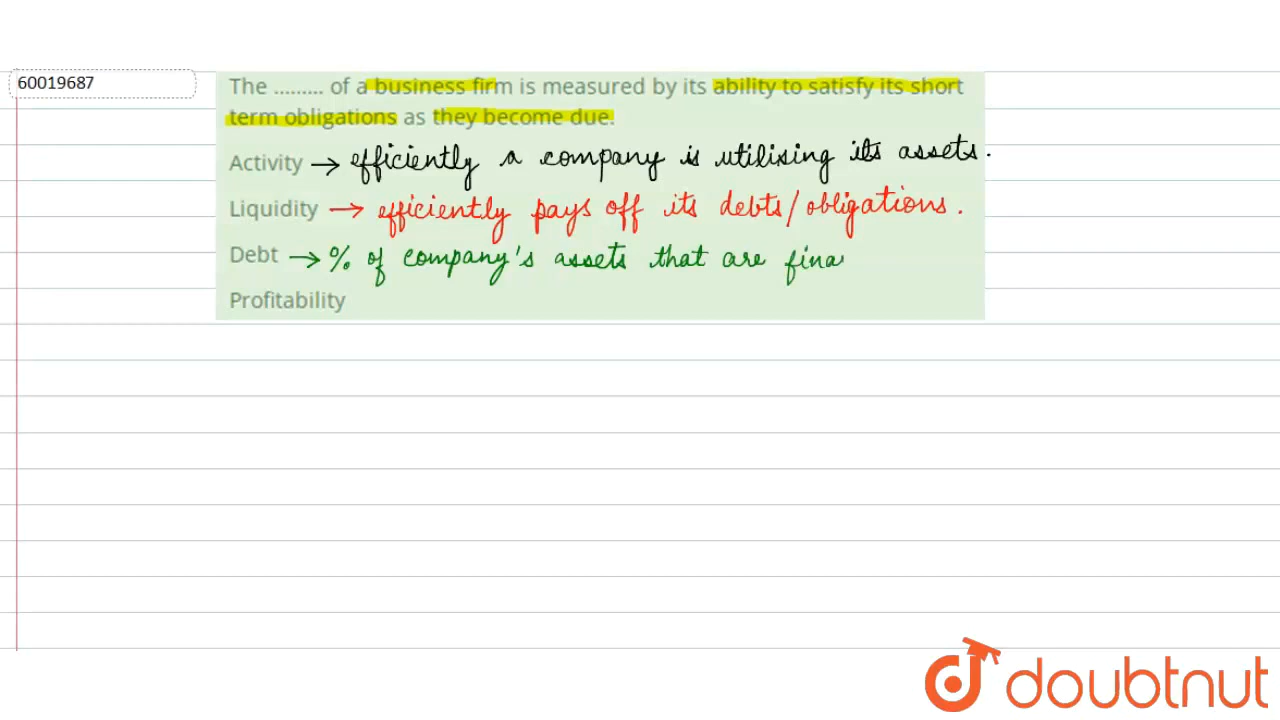 60019687
The ......... of a business firm is measured by its ability to satisfy its short
term obligations as they become due.
Activity → efficiently a company is utilising its assets.
Liquidity → efficiently pays off its debts/obligations.
Debt → % of company's assets that are fina
Profitability
doubtnut